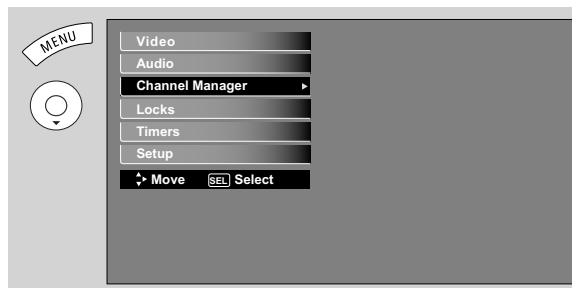 MENU
Video
Audio
Channel Manager
Locks
Timers
Setup
Move SEL Select